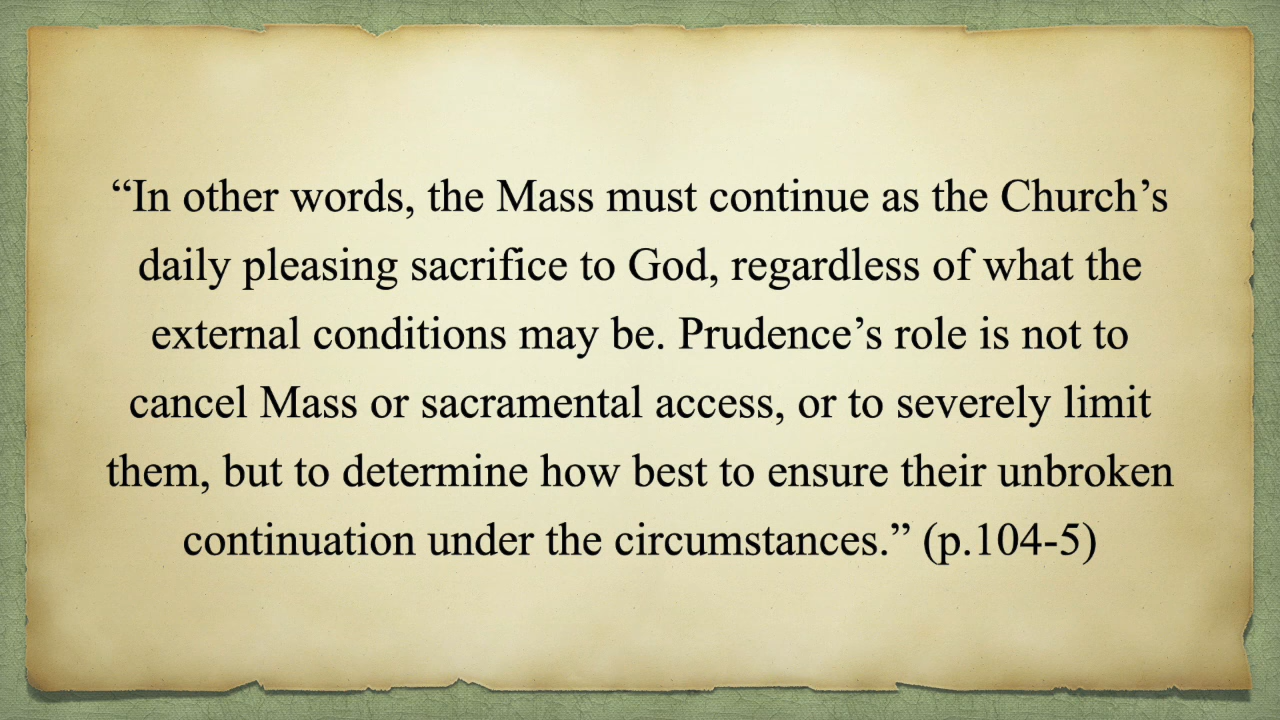 “In other words, the Mass must continue as the Church’s
daily pleasing sacrifice to God, regardless of what the
external conditions may be. Prudence’s role is not to
cancel Mass or sacramental access, or to severely limit
them, but to determine how best to ensure their unbroken
continuation under the circumstances.” (p.104-5)